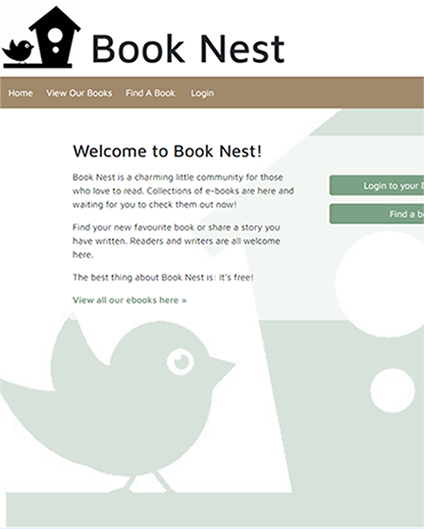 Book Nest
Home View Our Books Find A Book Login
Welcome to Book Nest!
Book Nest is a charming little community for those
who love to read. Collections of e-books are here and
waiting for you to check them out now!
Find your new favourite book or share a story you
have written. Readers and writers are all welcome
here.
The best thing about Book Nest is: It's free!
View all our ebooks here »
Login to your
Find a